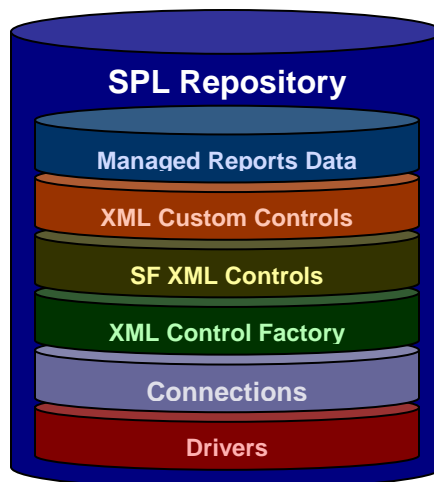 SPL Repository
Managed Reports Data
XML Custom Controls
SF XML Controls
XML Control Factory
Connections
Drivers